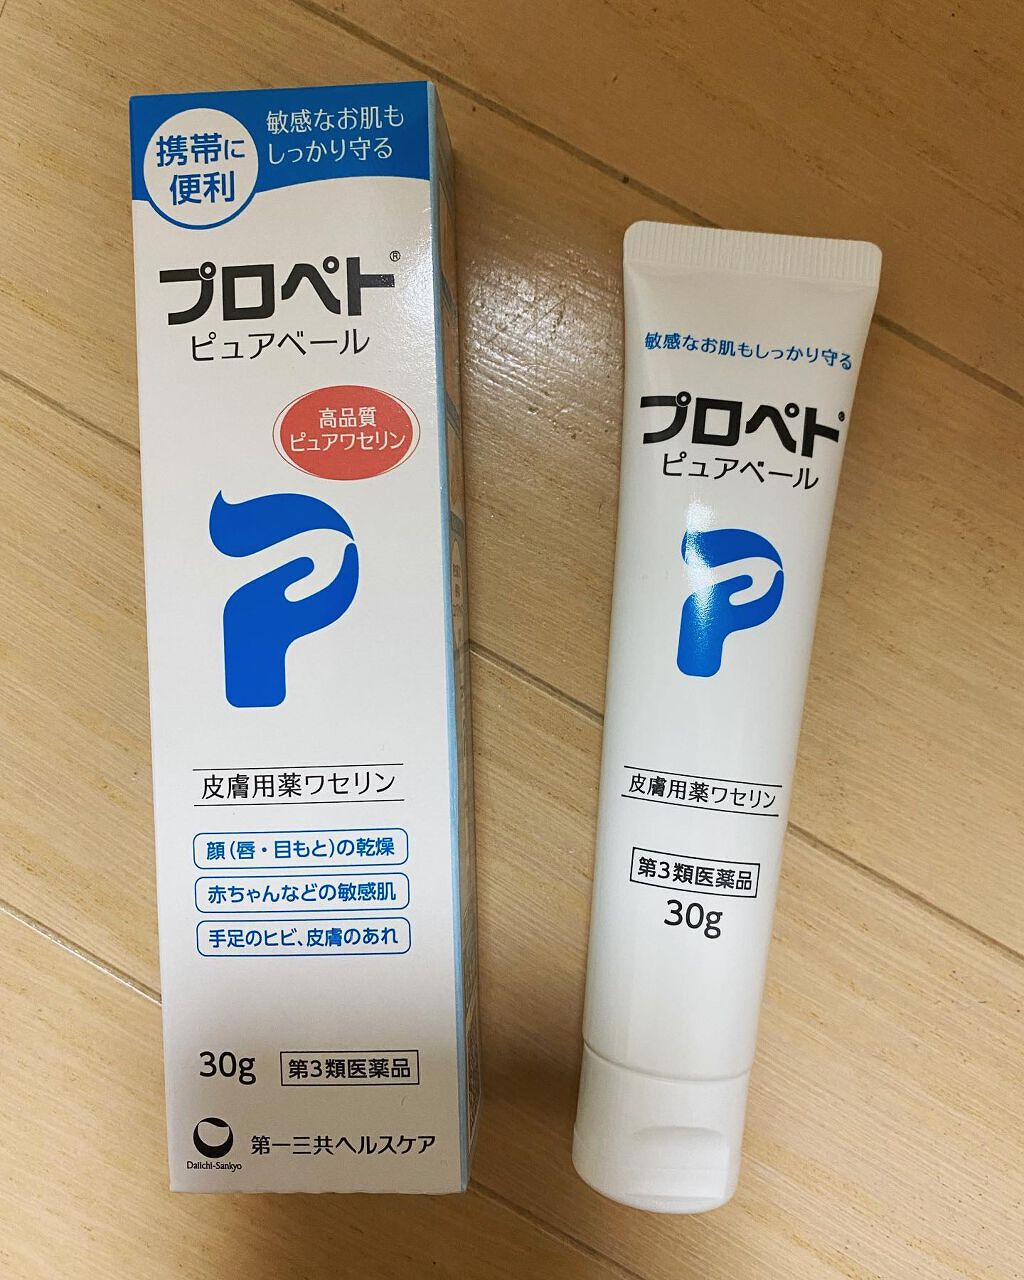 携帯に
便利
敏感なお肌も
しっかり守る
プロペト®
ピュアベール
高品質
ピュアワセリン
皮膚用薬ワセリン
顔(唇・目もと)の乾燥
赤ちゃんなどの敏感肌
手足のヒビ、皮膚のあれ
30g 第3類医薬品
Daiichi-Sankyo
第一三共ヘルスケア
敏感なお肌もしっかり守る
プロペト®
ピュアベール
皮膚用薬ワセリン
第3類医薬品
30g